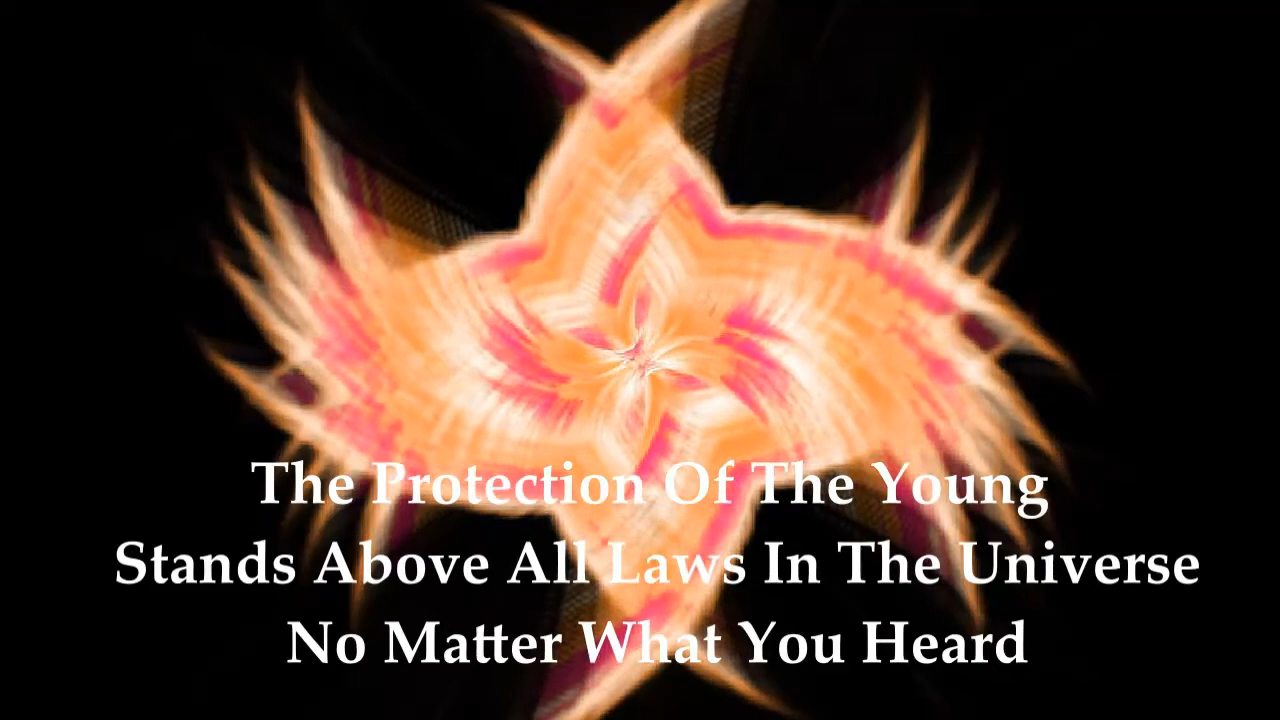 The Protection Of The Young
Stands Above All Laws In The Universe
No Matter What You Heard